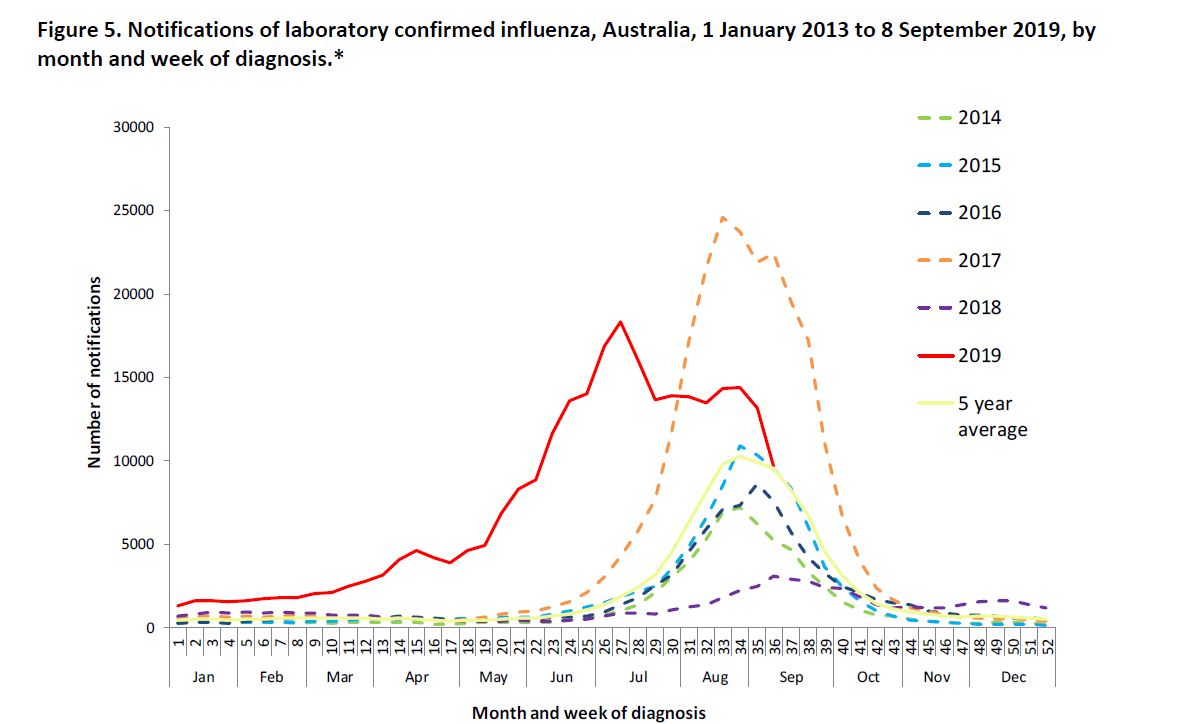 Figure 5. Notifications of laboratory confirmed influenza, Australia, 1 January 2013 to 8 September 2019, by
month and week of diagnosis.*
30000
25000
20000
15000
10000
5000
0
Number of notifications
2014
2015
2016
2017
2018
2019
5 year
average
1 2 3 4 5 6 7 8 9 10 11 12 13 14 15 16 17 18 19 20 21 22 23 24 25 26 27 28 29 30 31 32 33 34 35 36 37 38 39 40 41 42 43 44 45 46 47 48 49 50 51 52
Jan Feb Mar Apr May Jun Jul Aug Sep Oct Nov Dec
Month and week of diagnosis